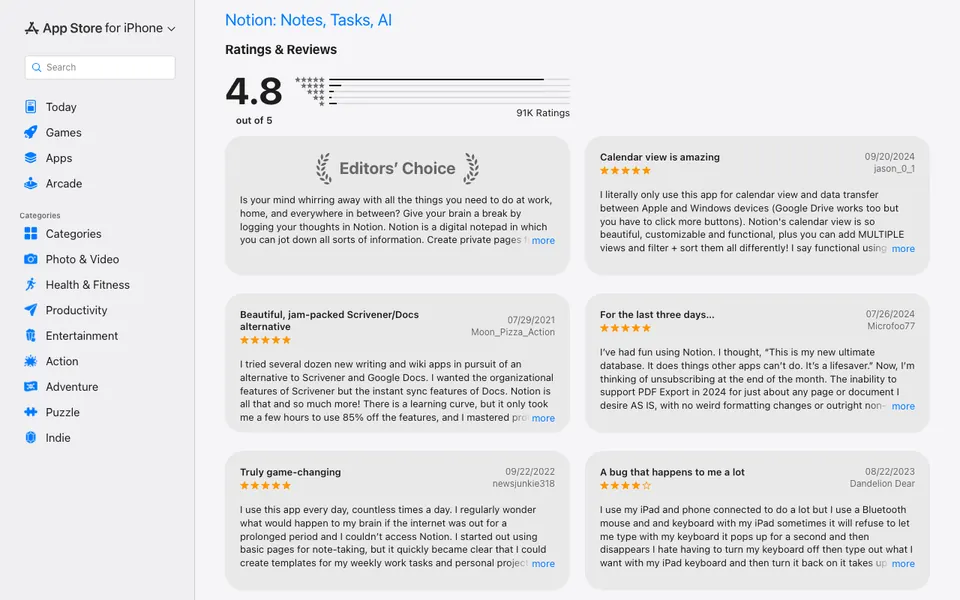 App Store for iPhone
Search
Today
Games
Apps
Arcade
Categories
Categories
Photo & Video
Health & Fitness
Productivity
Entertainment
Action
Adventure
Puzzle
Indie
Notion: Notes, Tasks, AI
Ratings & Reviews
4.8
out of 5
91K Ratings
Editors’ Choice
Is your mind whirring away with all the things you need to do at work,
home, and everywhere in between? Give your brain a break by
logging your thoughts in Notion. Notion is a digital notepad in which
you can jot down all sorts of information. Create private pages more
Calendar view is amazing
09/20/2024
jason_0_1
I literally only use this app for calendar view and data transfer
between Apple and Windows devices (Google Drive works too but
you have to click more buttons). Notion's calendar view is so
beautiful, customizable and functional, plus you can add MULTIPLE
views and filter + sort them all differently! I say functional using more
Beautiful, jam-packed Scrivener/Docs
alternative
07/29/2021
Moon_Pizza_Action
I tried several dozen new writing and wiki apps in pursuit of an
alternative to Scrivener and Google Docs. I wanted the organizational
features of Scrivener but the instant sync features of Docs. Notion is
all that and so much more! There is a learning curve, but it only took
me a few hours to use 85% off the features, and I mastered more
For the last three days...
07/26/2024
Microfoo77
I’ve had fun using Notion. I thought, “This is my new ultimate
database. It does things other apps can’t do. It’s a lifesaver.” Now, I’m
thinking of unsubscribing at the end of the month. The inability to
support PDF Export in 2024 for just about any page or document I
desire AS IS, with no weird formatting changes or outright non- more
Truly game-changing
09/22/2022
newsjunkie318
I use this app every day, countless times a day. I regularly wonder
what would happen to my brain if the internet was out for a
prolonged period and I couldn’t access Notion. I started out using
basic pages for note-taking, but it quickly became clear that I could
create templates for my weekly work tasks and personal project more
A bug that happens to me a lot
08/22/2023
Dandelion Dear
I use my iPad and phone connected to do a lot but I use a Bluetooth
mouse and and keyboard with my iPad sometimes it will refuse to let
me type with my keyboard it pops up for a second and then
disappears I hate having to turn my keyboard off then type out what I
want with my iPad keyboard and then turn it back on it takes up more